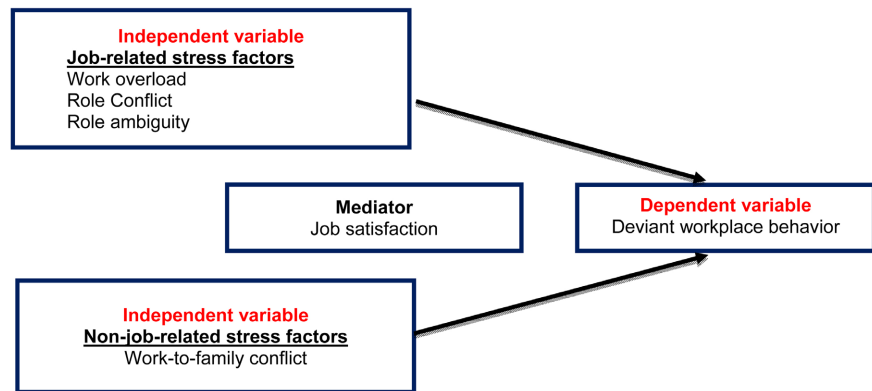 Independent variable
Job-related stress factors
Work overload
Role Conflict
Role ambiguity
Mediator
Job satisfaction
Dependent variable
Deviant workplace behavior
Independent variable
Non-job-related stress factors
Work-to-family conflict